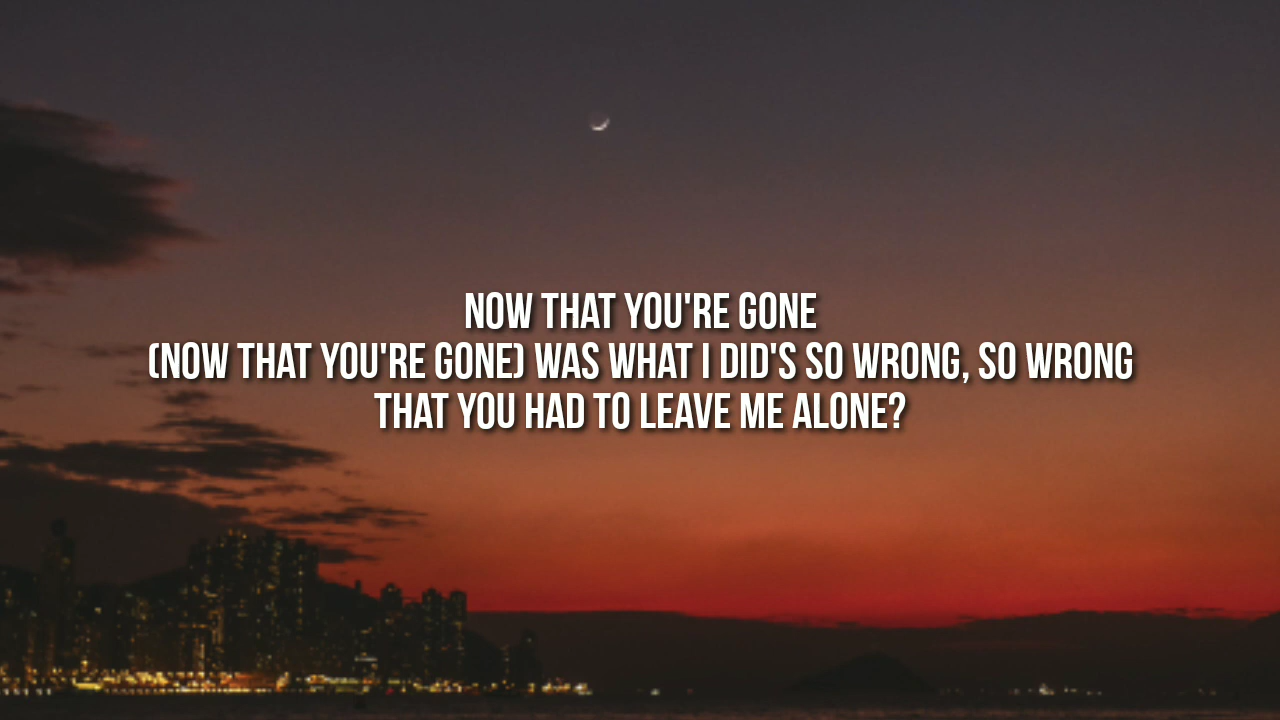 NOW THAT YOU'RE GONE
(NOW THAT YOU'RE GONE) WAS WHAT I DID'S SO WRONG, SO WRONG
THAT YOU HAD TO LEAVE ME ALONE?